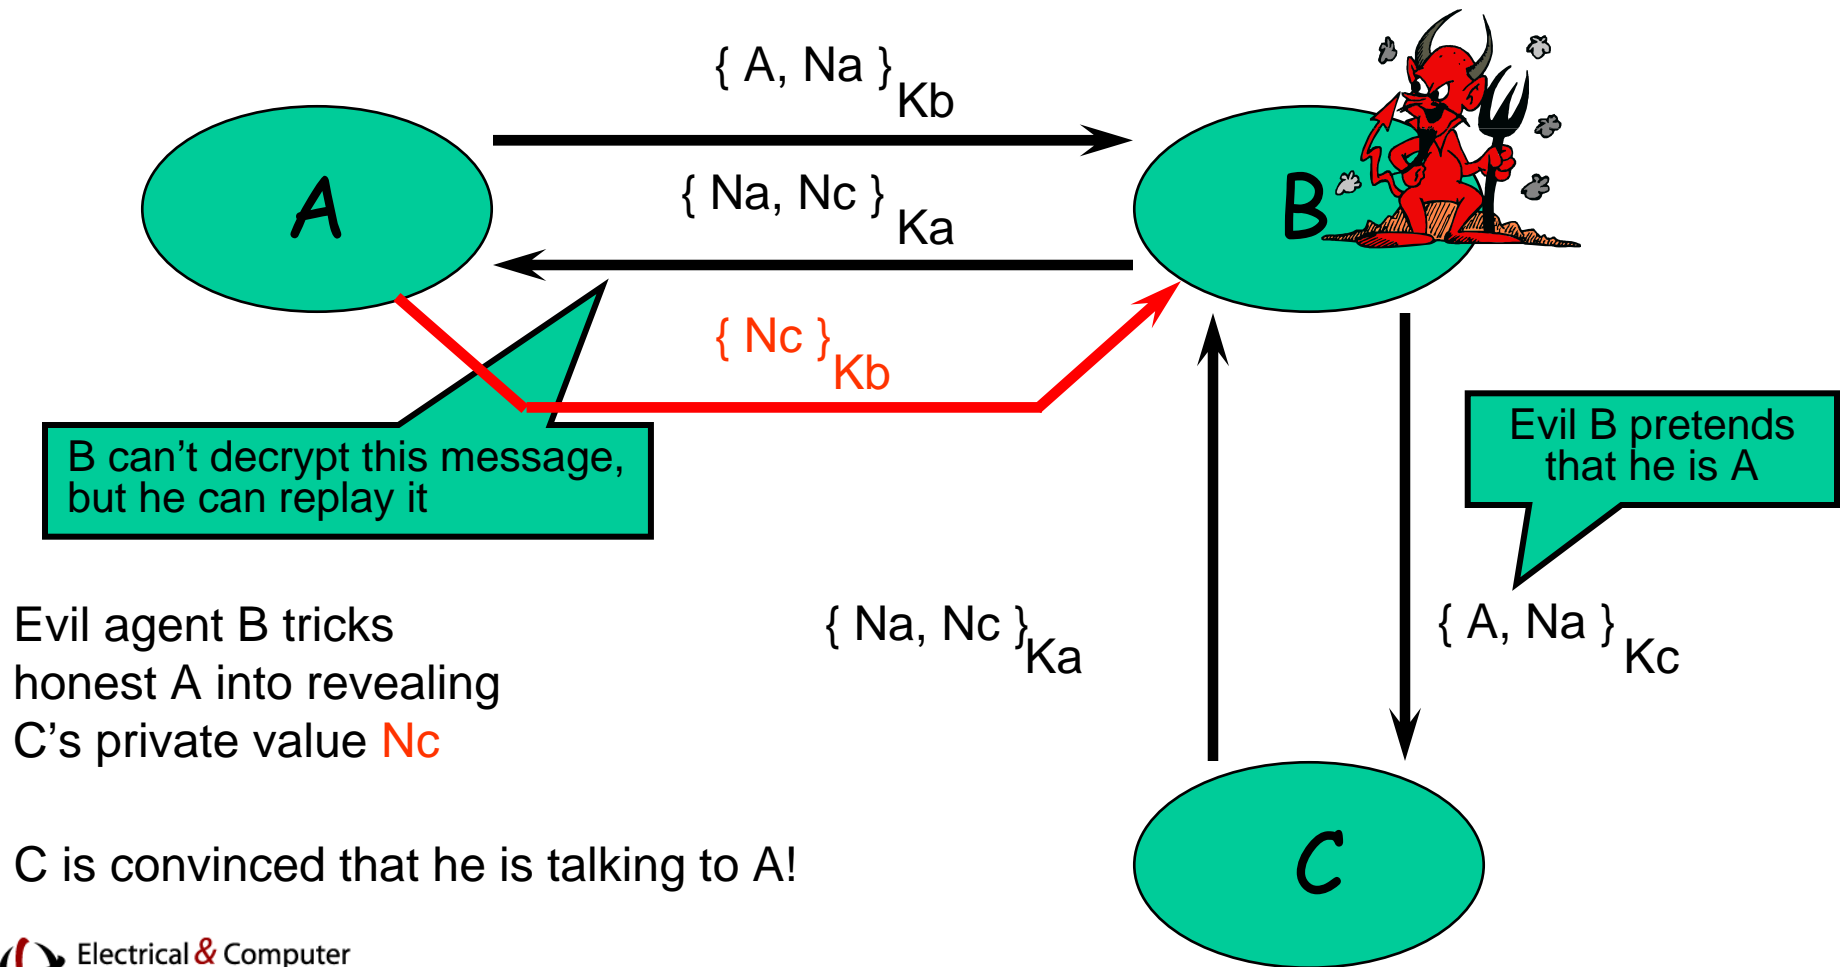 { A, Na }Kb
A
B
{ Na, Nc }Ka
{ Nc }Kb
B can’t decrypt this message,
but he can replay it
Evil B pretends
that he is A
Evil agent B tricks
honest A into revealing
C’s private value Nc
{ Na, Nc }Ka
{ A, Na }Kc
C is convinced that he is talking to A!
C
Electrical & Computer